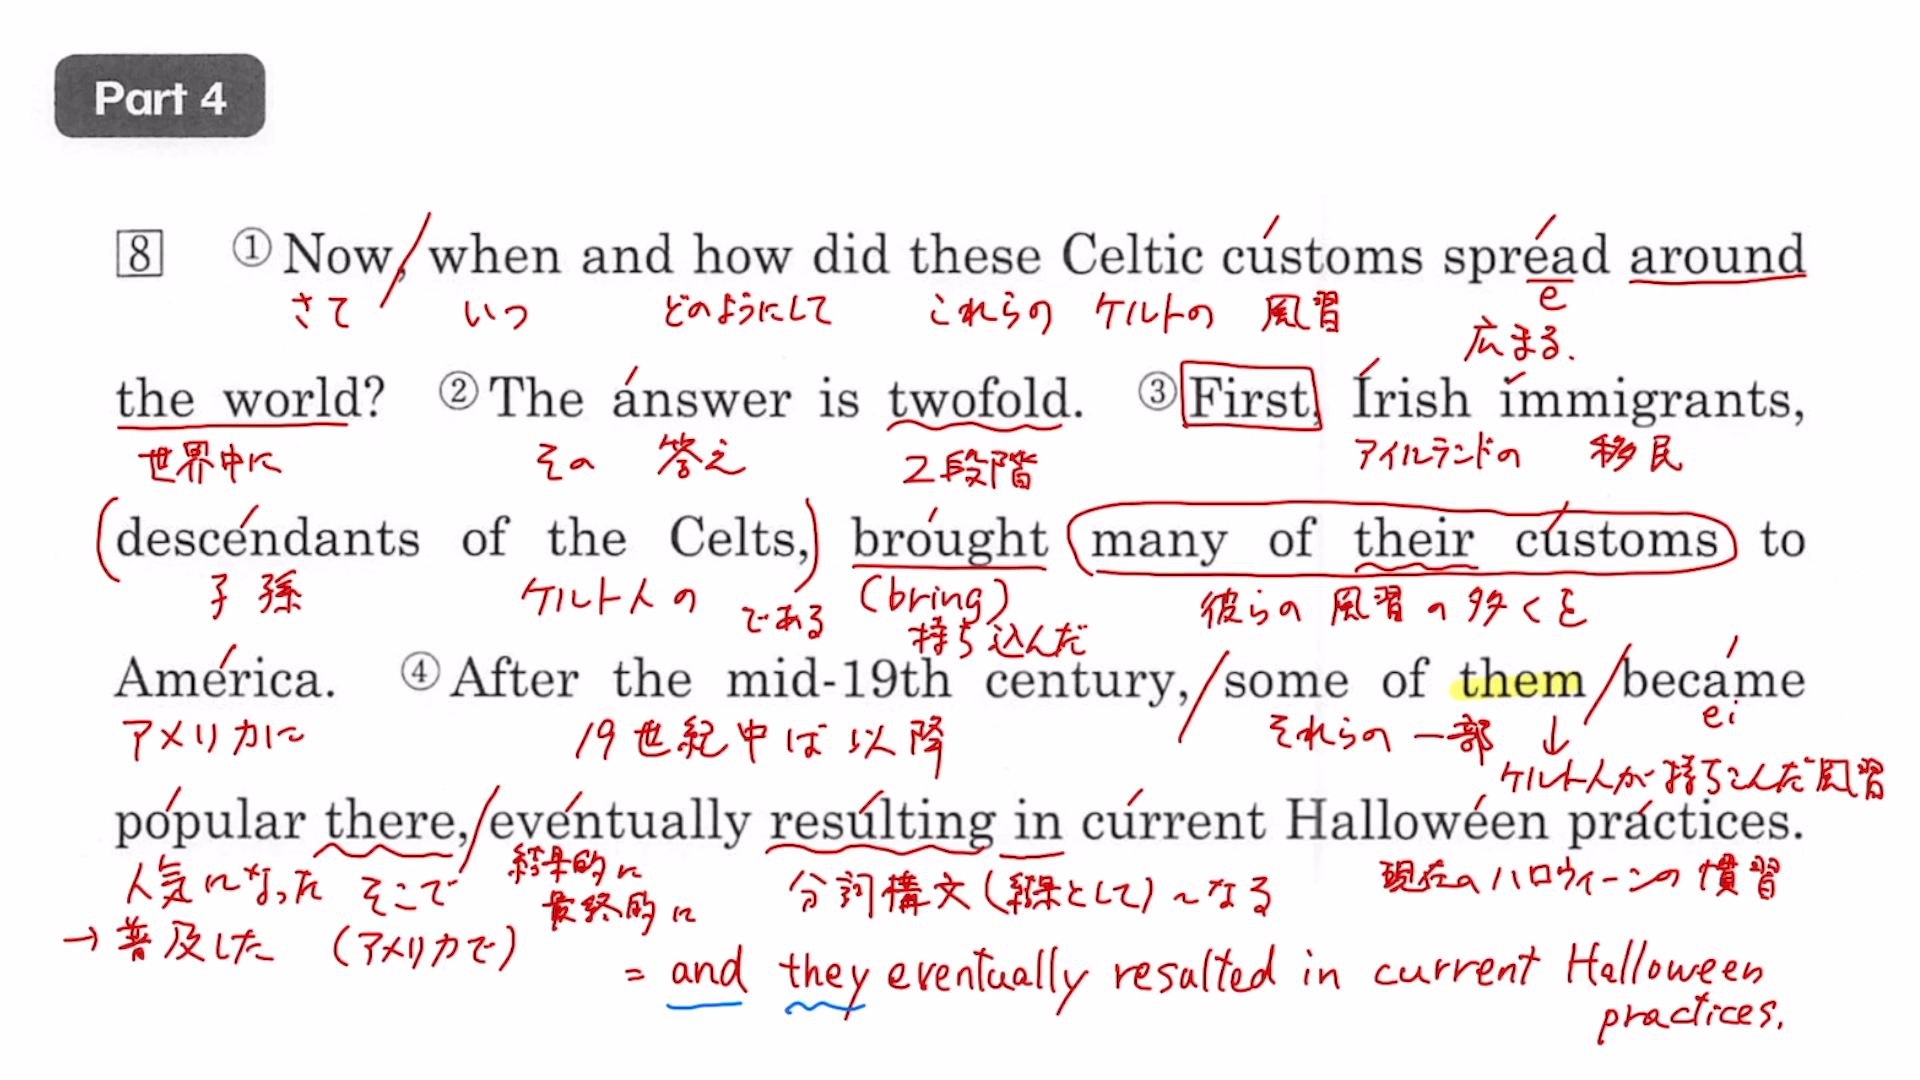 Part 4
8 ① Now, when and how did these Celtic customs spread around
さて いつ どのようにして これらの ケルトの 風習 e
広まる.
the world? ② The answer is twofold. ③ First, Irish immigrants,
世界中に その 答え 2段階 アイルランドの 移民
descendants of the Celts, brought many of their customs to
子孫 ケルト人の である (bring) 彼らの 風習の多くを
持ち込んだ
America. ④ After the mid-19th century, some of them became
アメリカに 19世紀中ば以降 それらの一部 ↓ ei
ケルト人が持ちこんだ風習
popular there, eventually resulting in current Halloween practices.
人気になった そこで 結果的に 分詞構文(結果として)〜なる 現在のハロウィーンの慣習
最終的に
→普及した (アメリカで)
= and they eventually resulted in current Halloween
practices.